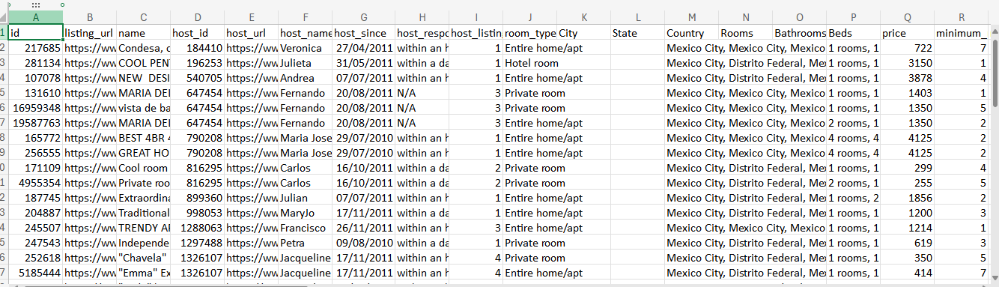 A B C D E F G H I J K L M N O P Q R
1 id listing_url name host_id host_url host_name host_since host_respo host_listin room_type City State Country Rooms Bathrooms Beds price minimum_
2 217685 https://ww Condesa, c 184410 https://ww Veronica 27/04/2011 within an h 1 Entire home/apt Mexico City, Mexico City, Mexico 1 rooms, 1 722 7
3 281134 https://ww COOL PEN 196253 https://ww Julieta 31/05/2011 within a da 1 Hotel room Mexico City, Distrito Federal, Mex 1 rooms, 1 3150 1
4 107078 https://ww NEW DESI 540705 https://ww Andrea 07/07/2011 within an h 1 Entire home/apt Mexico City, Mexico City, Mexico 1 rooms, 1 3878 4
5 131610 https://ww MARIA DEI 647454 https://ww Fernando 20/08/2011 N/A 3 Private room Mexico City, Mexico City, Mexico 1 rooms, 1 1403 1
6 16959348 https://ww vista de ba 647454 https://ww Fernando 20/08/2011 N/A 3 Private room Mexico City, Mexico City, Mexico 1 rooms, 1 1350 5
7 19587763 https://ww MARIA DEI 647454 https://ww Fernando 20/08/2011 N/A 3 Entire home/apt Mexico City, Mexico City, Mexico 2 rooms, 1 1350 2
8 165772 https://ww BEST 4BR 4 790208 https://ww Maria Jose 29/07/2010 within an h 1 Entire home/apt Mexico City, Mexico City, Mexico 4 rooms, 4 4125 2
9 256555 https://ww GREAT HO 790208 https://ww Maria Jose 29/07/2010 within an h 1 Entire home/apt Mexico City, Mexico City, Mexico 4 rooms, 4 4125 2
0 171109 https://ww Cool room 816295 https://ww Carlos 16/10/2011 within a da 2 Private room Mexico City, Distrito Federal, Mex 1 rooms, 1 299 4
1 4955354 https://ww Private roo 816295 https://ww Carlos 16/10/2011 within a da 2 Private room Mexico City, Distrito Federal, Mex 2 rooms, 1 255 5
2 187745 https://ww Extraordina 899360 https://ww Julian 07/07/2011 within an h 1 Entire home/apt Mexico City, Distrito Federal, Mex 1 rooms, 2 1856 2
3 204887 https://ww Traditional 998053 https://ww MaryJo 17/11/2011 within a da 1 Entire home/apt Mexico City, Distrito Federal, Mex 1 rooms, 1 1200 3
4 245507 https://ww TRENDY AF 1288063 https://ww Francisco 26/11/2011 within an h 3 Entire home/apt Mexico City, Mexico City, Mexico 1 rooms, 1 1214 1
5 247543 https://ww Independe 1297488 https://ww Petra 09/08/2010 within a da 1 Private room Mexico City, Distrito Federal, Mex 1 rooms, 1 619 3
6 252618 https://ww "Chavela" 1326107 https://ww Jacqueline 17/11/2011 within an h 4 Private room Mexico City, Distrito Federal, Mex 1 rooms, 1 350 5
7 5185444 https://ww "Emma" Ex 1326107 https://ww Jacqueline 17/11/2011 within an h 4 Entire home/apt Mexico City, Distrito Federal, Mex 1 rooms, 1 414 7